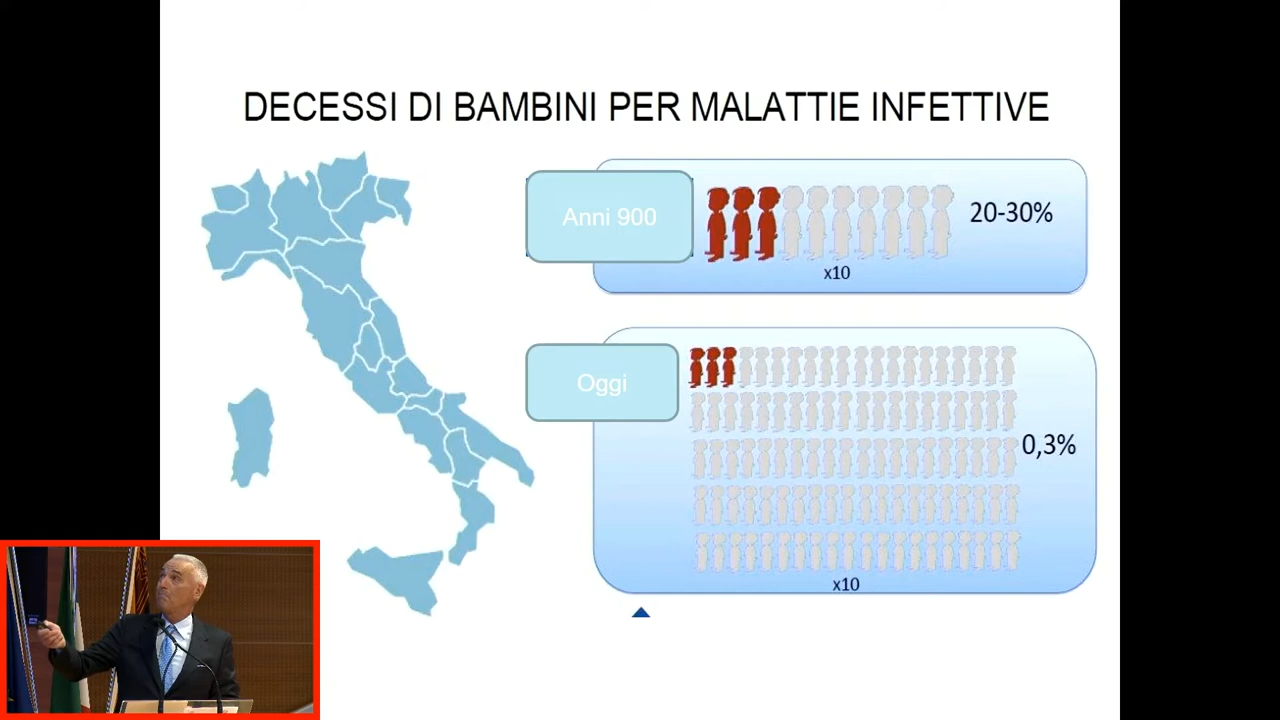 DECESSI DI BAMBINI PER MALATTIE INFETTIVE
Anni 900
20-30%
x10
Oggi
0,3%
x10